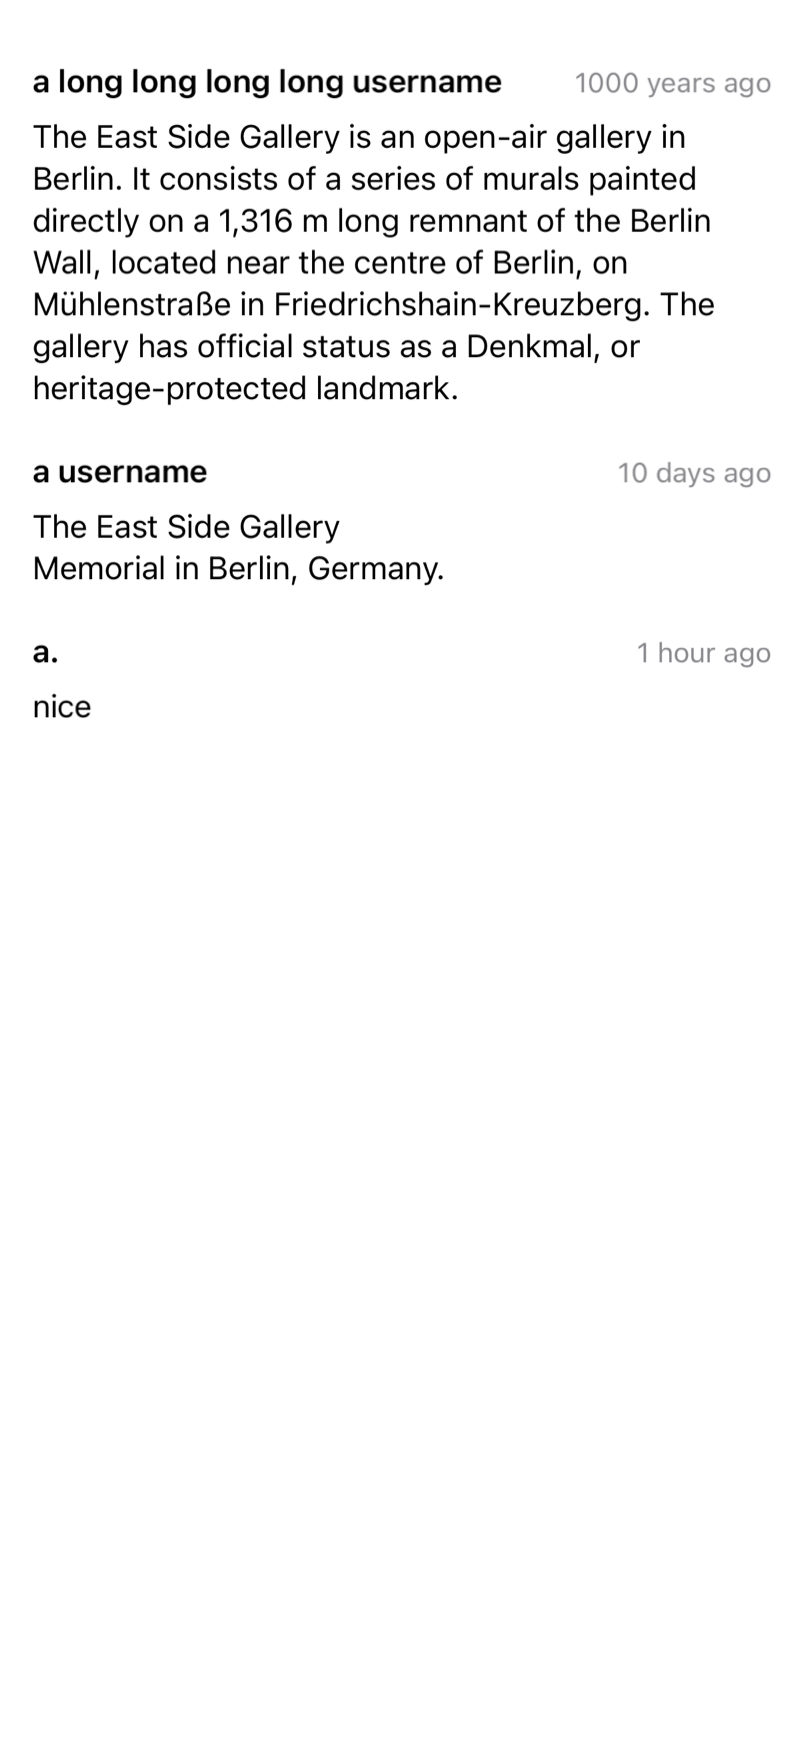 a long long long long username 1000 years ago
The East Side Gallery is an open-air gallery in
Berlin. It consists of a series of murals painted
directly on a 1,316 m long remnant of the Berlin
Wall, located near the centre of Berlin, on
Mühlenstraße in Friedrichshain-Kreuzberg. The
gallery has official status as a Denkmal, or
heritage-protected landmark.
a username 10 days ago
The East Side Gallery
Memorial in Berlin, Germany.
a. 1 hour ago
nice